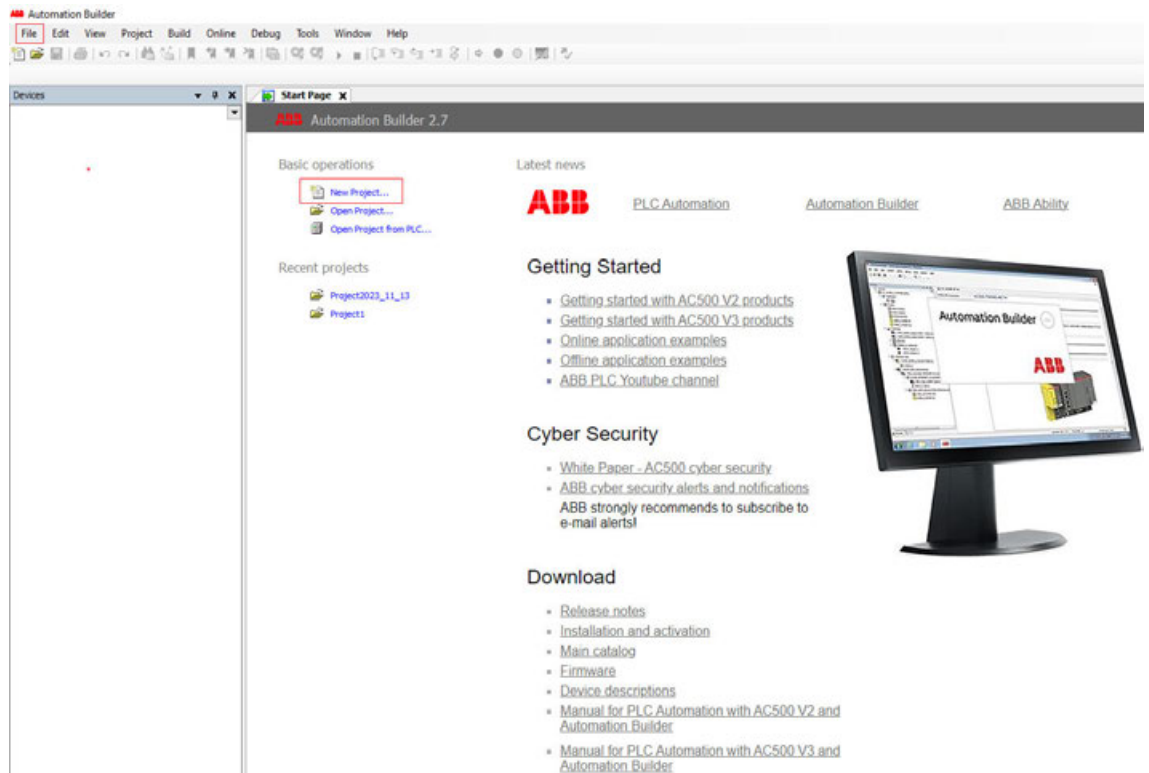 Automation Builder
File Edit View Project Build Online Debug Tools Window Help
Devices
Start Page
ABB Automation Builder 2.7
Basic operations
New Project...
Open Project...
Open Project from PLC...
Recent projects
Project2023_11_13
Project1
Latest news
ABB PLC Automation Automation Builder ABB Ability
Getting Started
Getting started with AC500 V2 products
Getting started with AC500 V3 products
Online application examples
Offline application examples
ABB PLC Youtube channel
Automation Builder
ABB
Cyber Security
White Paper - AC500 cyber security
ABB cyber security alerts and notifications
ABB strongly recommends to subscribe to
e-mail alerts!
Download
Release notes
Installation and activation
Main catalog
Firmware
Device descriptions
Manual for PLC Automation with AC500 V2 and
Automation Builder
Manual for PLC Automation with AC500 V3 and
Automation Builder